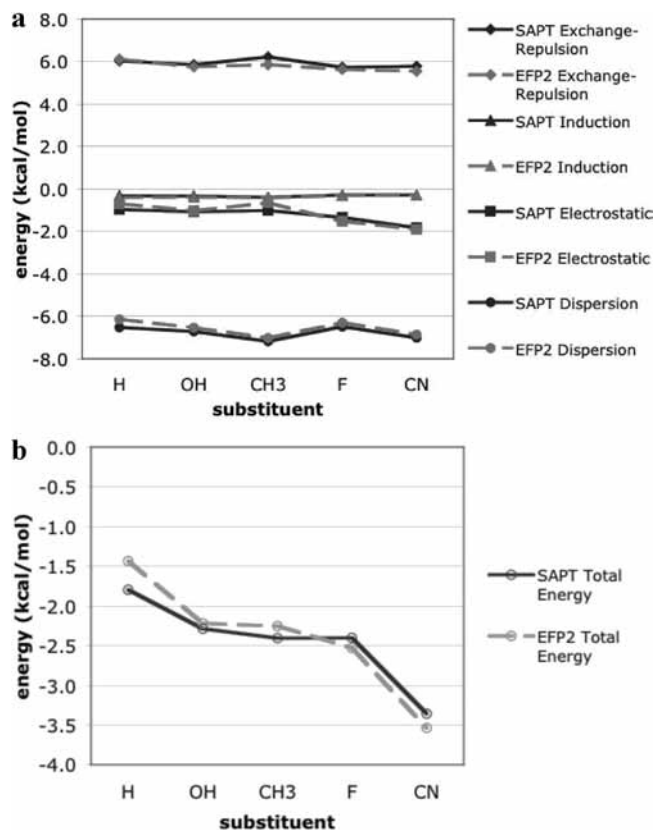 a
8.0
6.0
4.0
2.0
0.0
-2.0
-4.0
-6.0
-8.0
energy (kcal/mol)
H OH CH3 F CN
substituent
SAPT Exchange-
Repulsion
EFP2 Exchange-
Repulsion
SAPT Induction
EFP2 Induction
SAPT Electrostatic
EFP2 Electrostatic
SAPT Dispersion
EFP2 Dispersion
b
0.0
-0.5
-1.0
-1.5
-2.0
-2.5
-3.0
-3.5
-4.0
energy (kcal/mol)
H OH CH3 F CN
substituent
SAPT Total
Energy
EFP2 Total
Energy